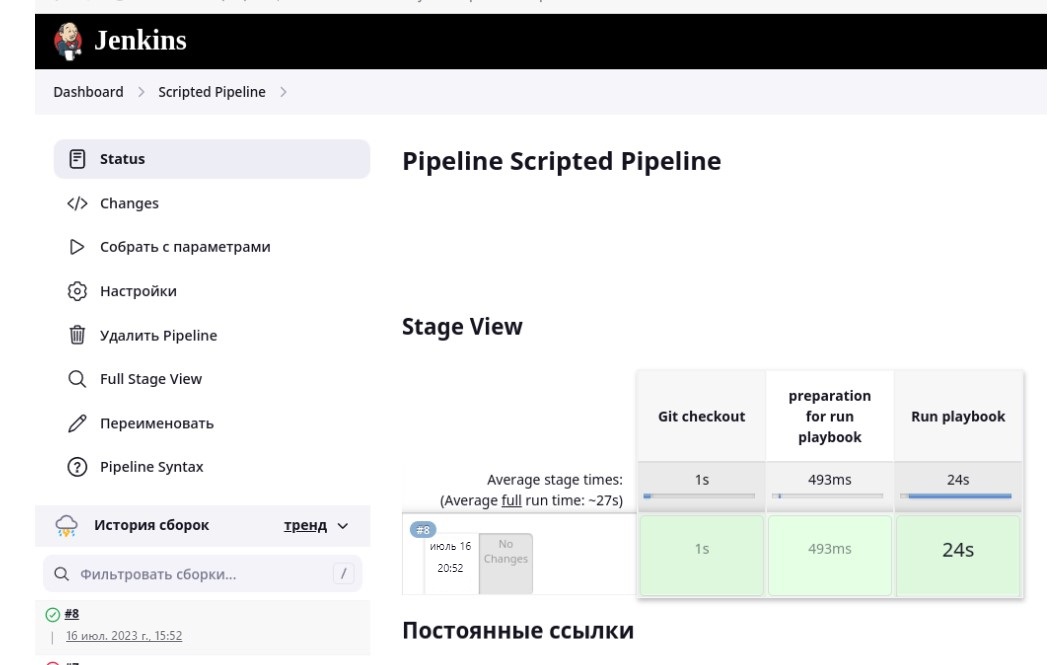 Jenkins
Dashboard
Scripted Pipeline
Status
Changes
Собрать с параметрами
Настройки
Удалить Pipeline
Full Stage View
Переименовать
Pipeline Syntax
История сборок
тренд
Фильтровать сборки...
/
#8
16 июл. 2023 г., 15:52
Pipeline Scripted Pipeline
Stage View
Git checkout
preparation
for run
playbook
Run playbook
Average stage times:
(Average full run time: ~27s)
1s
493ms
24s
#8
июль 16
20:52
No
Changes
1s
493ms
24s
Постоянные ссылки